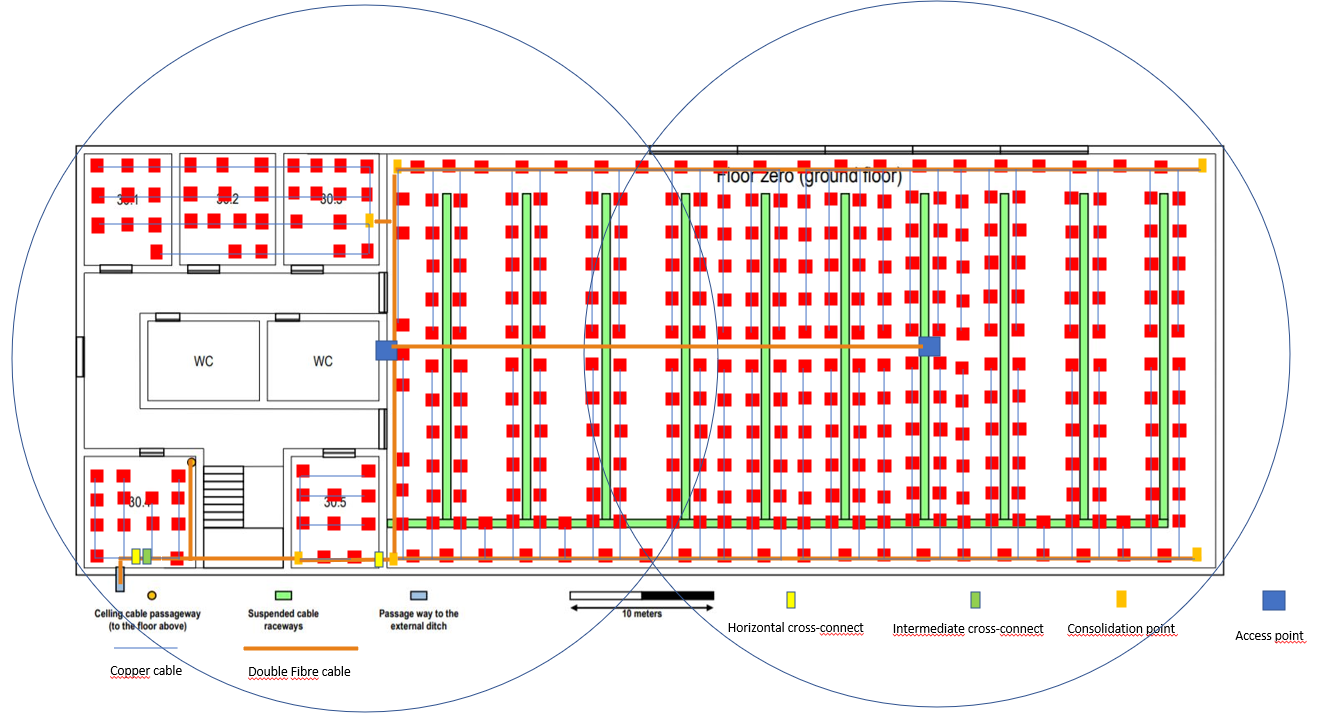 Floor zero (ground floor)
30.1
30.2
30.3
WC
WC
30.4
30.5
Celling cable passageway
(to the floor above)
Suspended cable
raceways
Passage way to the
external ditch
10 meters
Horizontal cross-connect
Intermediate cross-connect
Consolidation point
Access point
Copper cable
Double Fibre cable